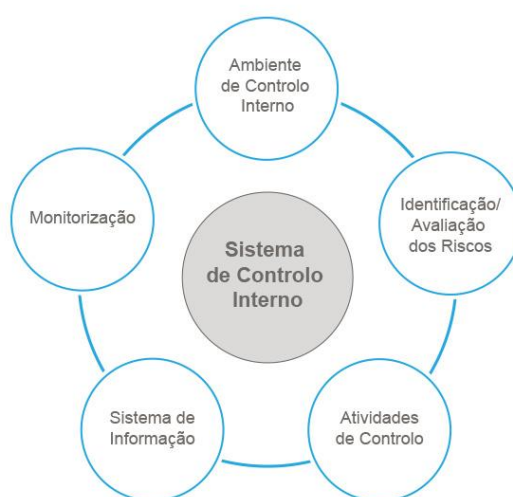 Ambiente
de Controlo
Interno
Identificação/
Avaliação
dos Riscos
Atividades
de Controlo
Sistema de
Informação
Monitorização
Sistema
de Controlo
Interno